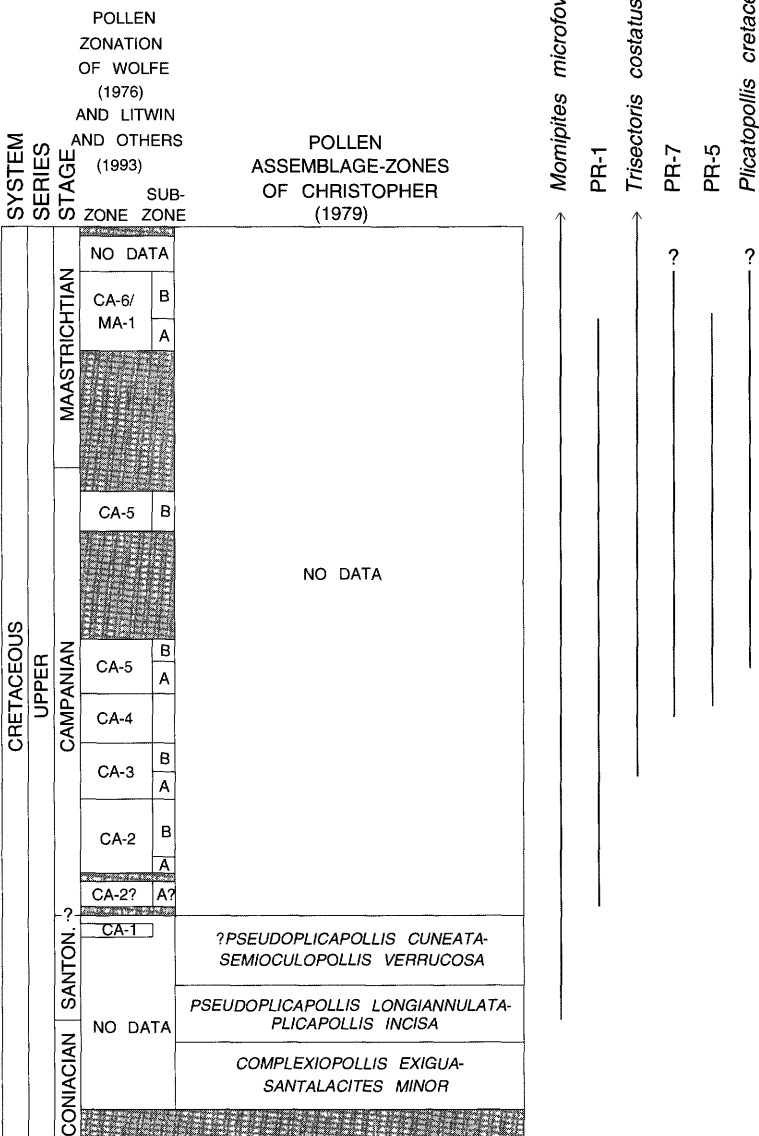 POLLEN
ZONATION
OF WOLFE
(1976)
AND LITWIN
AND OTHERS
(1993)
SYSTEM
SERIES
STAGE
ZONE
SUB-
ZONE
POLLEN
ASSEMBLAGE-ZONES
OF CHRISTOPHER
(1979)
Momipites microfov
PR-1
Trisectoris costatus
PR-7
PR-5
Plicatopollis cretace
CRETACEOUS
UPPER
MAASTRICHTIAN
CAMPANIAN
SANTON.
CONIACIAN
NO DATA
CA-6/
MA-1
B
A
CA-5
B
CA-5
B
A
CA-4
CA-3
B
A
CA-2
B
A
CA-2?
A?
?
CA-1
NO DATA
NO DATA
?PSEUDOPLICAPOLLIS CUNEATA-
SEMIOCULOPOLLIS VERRUCOSA
PSEUDOPLICAPOLLIS LONGIANNULATA-
PLICAPOLLIS INCISA
COMPLEXIOPOLLIS EXIGUA-
SANTALACITES MINOR
?
?